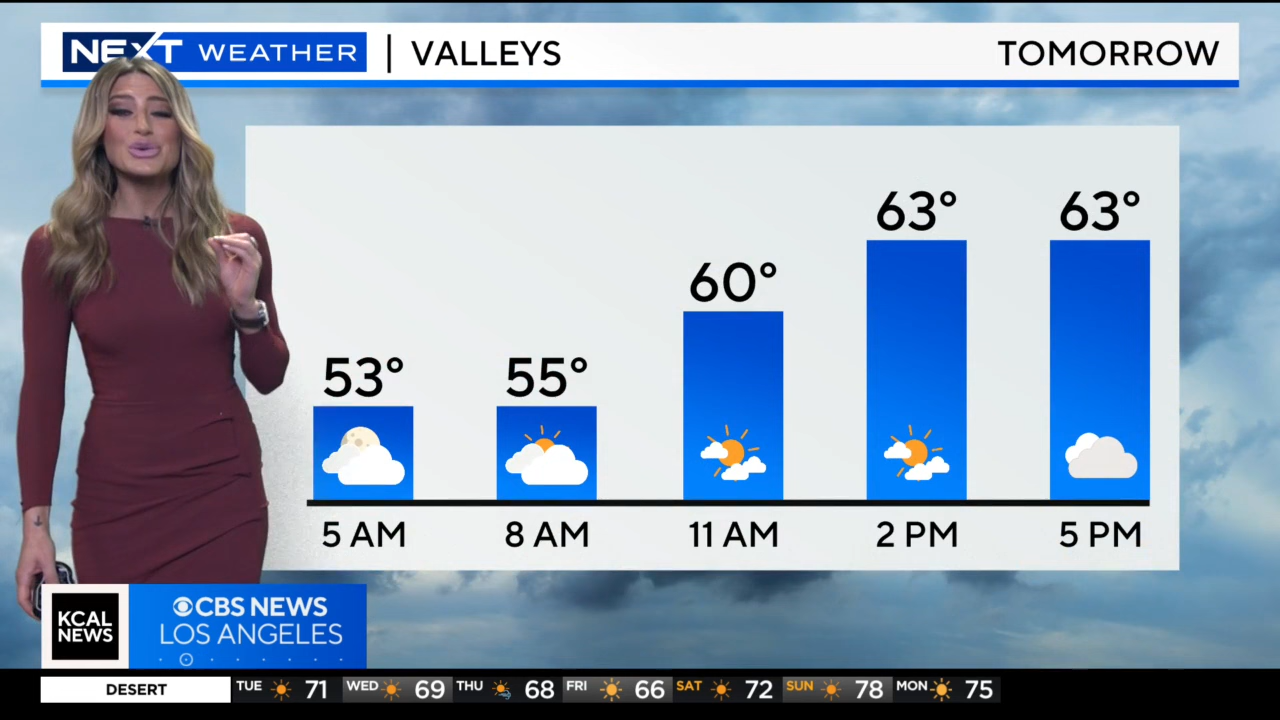 NEXT WEATHER | VALLEYS
TOMORROW
53°
55°
60°
63°
63°
5 AM
8 AM
11 AM
2 PM
5 PM
KCAL NEWS
CBS NEWS
LOS ANGELES
DESERT
TUE 71
WED 69
THU 68
FRI 66
SAT 72
SUN 78
MON 75